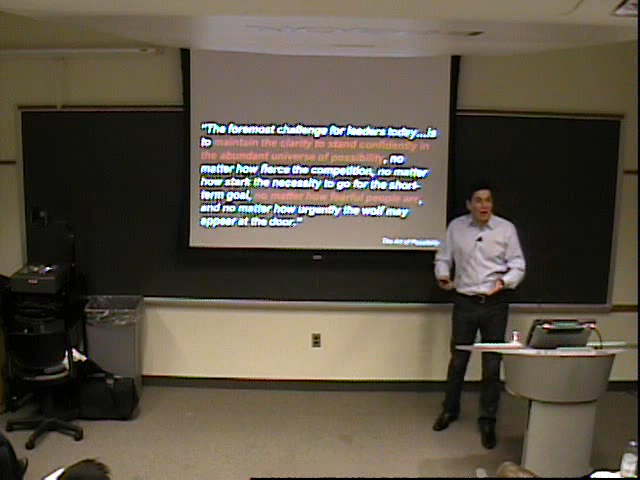 "The foremost challenge for leaders today...is
to maintain the clarity to stand confidently in
the abundant universe of possibility, no
matter how fierce the competition, no matter
how stark the necessity to go for the short-
term goal, no matter how fearful people are,
and no matter how urgently the wolf may
appear at the door."
The Art of Possibility